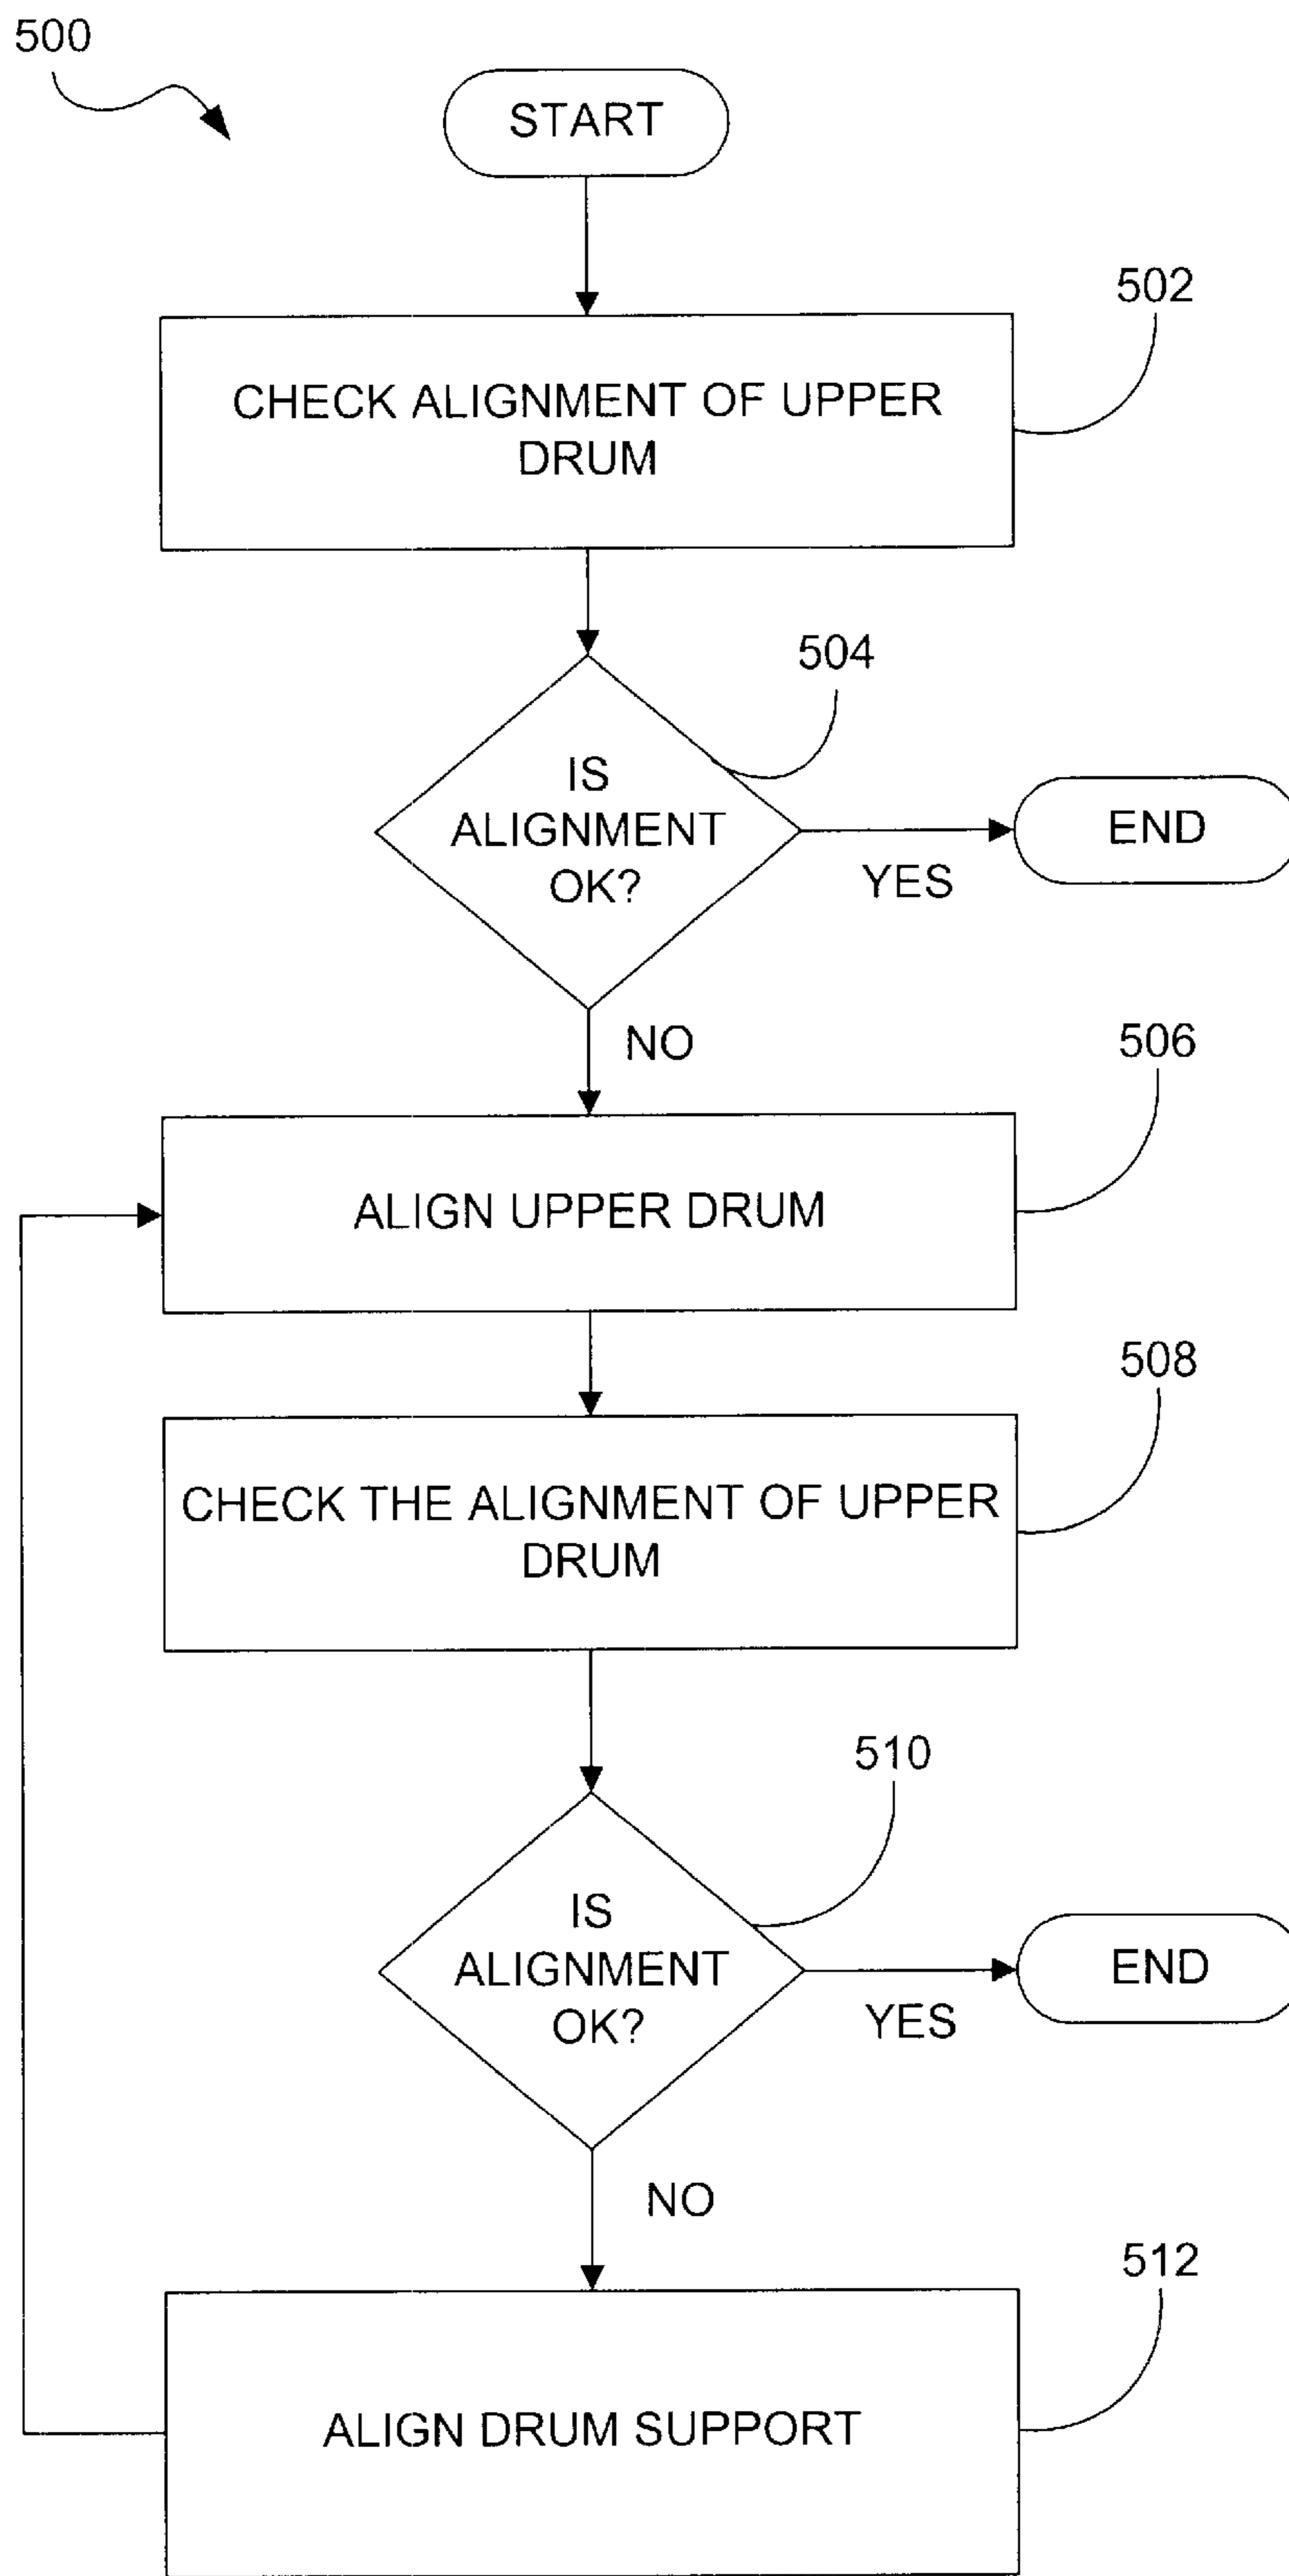 500
START
502
CHECK ALIGNMENT OF UPPER
DRUM
504
IS
ALIGNMENT
OK?
END
YES
NO
506
ALIGN UPPER DRUM
508
CHECK THE ALIGNMENT OF UPPER
DRUM
510
IS
ALIGNMENT
OK?
END
YES
NO
512
ALIGN DRUM SUPPORT